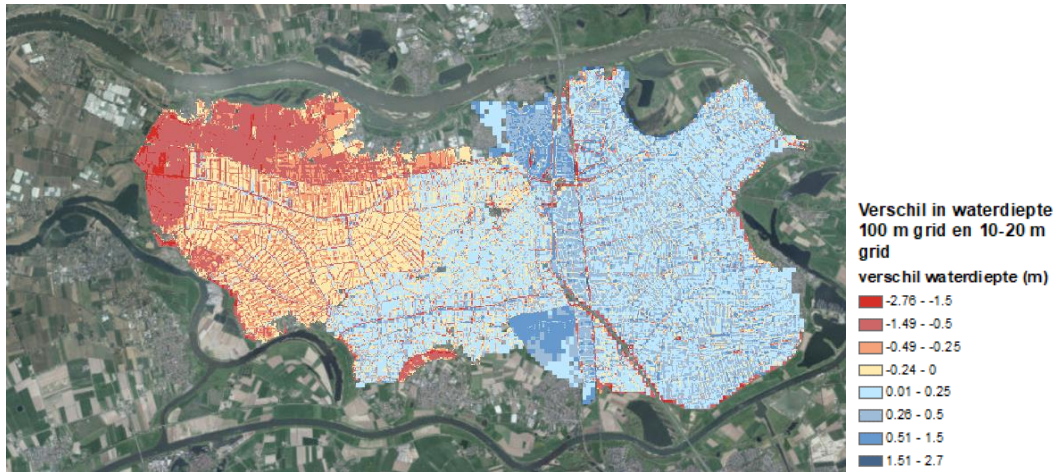 Verschil in waterdiepte
100 m grid en 10-20 m
grid
verschil waterdiepte (m)
-2.76 - -1.5
-1.49 - -0.5
-0.49 - -0.25
-0.24 - 0
0.01 - 0.25
0.26 - 0.5
0.51 - 1.5
1.51 - 2.7